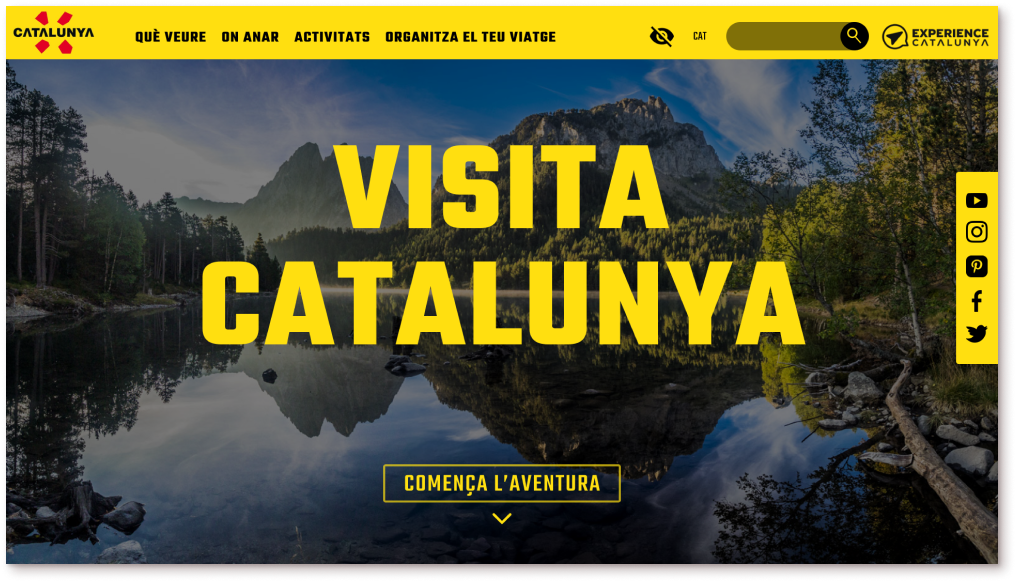 CATALUNYA
QUÈ VEURE
ON ANAR
ACTIVITATS
ORGANITZA EL TEU VIATGE
CAT
EXPERIENCE
CATALUNYA
VISITA
CATALUNYA
COMENÇA L'AVENTURA